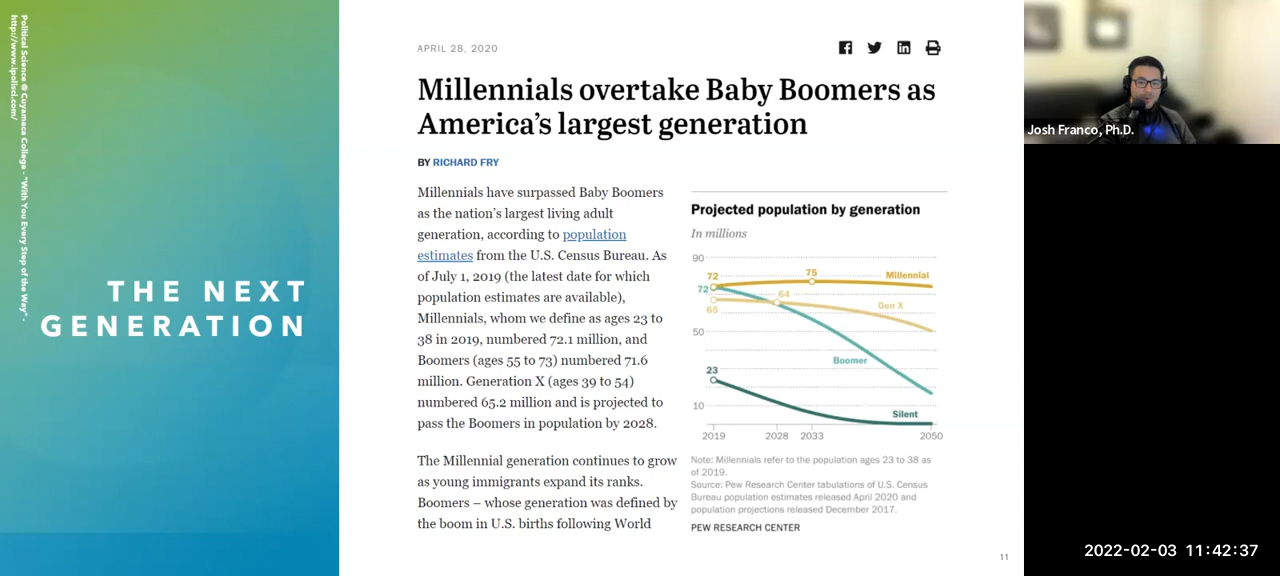 Political Science @ Cuyamaca College - "With You Every Step of the Way" -
http://www.ipolisci.com/
THE NEXT
GENERATION
APRIL 28, 2020
Millennials overtake Baby Boomers as
America's largest generation
BY RICHARD FRY
Millennials have surpassed Baby Boomers
as the nation's largest living adult
generation, according to population
estimates from the U.S. Census Bureau. As
of July 1, 2019 (the latest date for which
population estimates are available),
Millennials, whom we define as ages 23 to
38 in 2019, numbered 72.1 million, and
Boomers (ages 55 to 73) numbered 71.6
million. Generation X (ages 39 to 54)
numbered 65.2 million and is projected to
pass the Boomers in population by 2028.
The Millennial generation continues to grow
as young immigrants expand its ranks.
Boomers – whose generation was defined by
the boom in U.S. births following World
Projected population by generation
In millions
90
72
75
Millennial
72
64
65
Gen X
50
Boomer
23
10
Silent
2019
2028
2033
2050
Note: Millennials refer to the population ages 23 to 38 as
of 2019.
Source: Pew Research Center tabulations of U.S. Census
Bureau population estimates released April 2020 and
population projections released December 2017.
PEW RESEARCH CENTER
11
Josh Franco, Ph.D.
2022-02-03 11:42:37